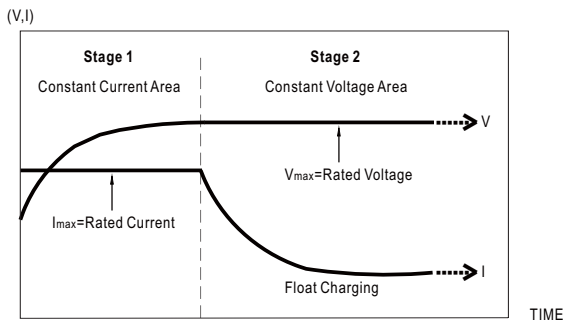 (V,I)
Stage 1
Stage 2
Constant Current Area
Constant Voltage Area
V
Vmax=Rated Voltage
Imax=Rated Current
I
Float Charging
TIME